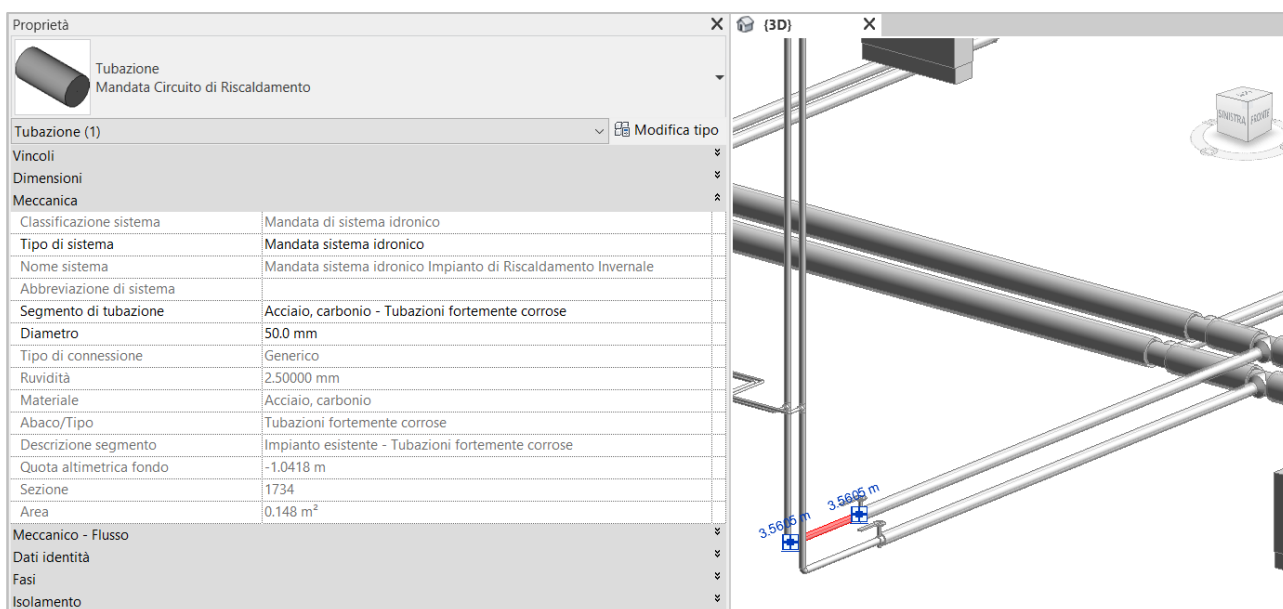 Proprietà
{3D}
Tubazione
Mandata Circuito di Riscaldamento
Tubazione (1)
Modifica tipo
Vincoli
Dimensioni
Meccanica
Classificazione sistema Mandata di sistema idronico
Tipo di sistema Mandata sistema idronico
Nome sistema Mandata sistema idronico Impianto di Riscaldamento Invernale
Abbreviazione di sistema
Segmento di tubazione Acciaio, carbonio - Tubazioni fortemente corrose
Diametro 50.0 mm
Tipo di connessione Generico
Ruvidità 2.50000 mm
Materiale Acciaio, carbonio
Abaco/Tipo Tubazioni fortemente corrose
Descrizione segmento Impianto esistente - Tubazioni fortemente corrose
Quota altimetrica fondo -1.0418 m
Sezione 1734
Area 0.148 m²
Meccanico - Flusso
Dati identità
Fasi
Isolamento
SINISTRA
FRONTE
3.5605 m
3.5605 m